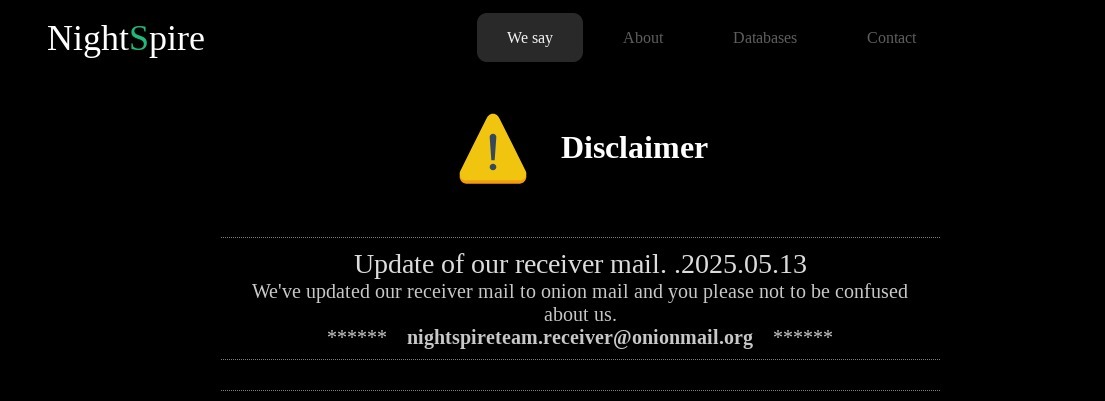 NightSpire
We say About Databases Contact
Disclaimer
Update of our receiver mail. .2025.05.13
We've updated our receiver mail to onion mail and you please not to be confused
about us.
****** nightspireteam.receiver@onionmail.org ******